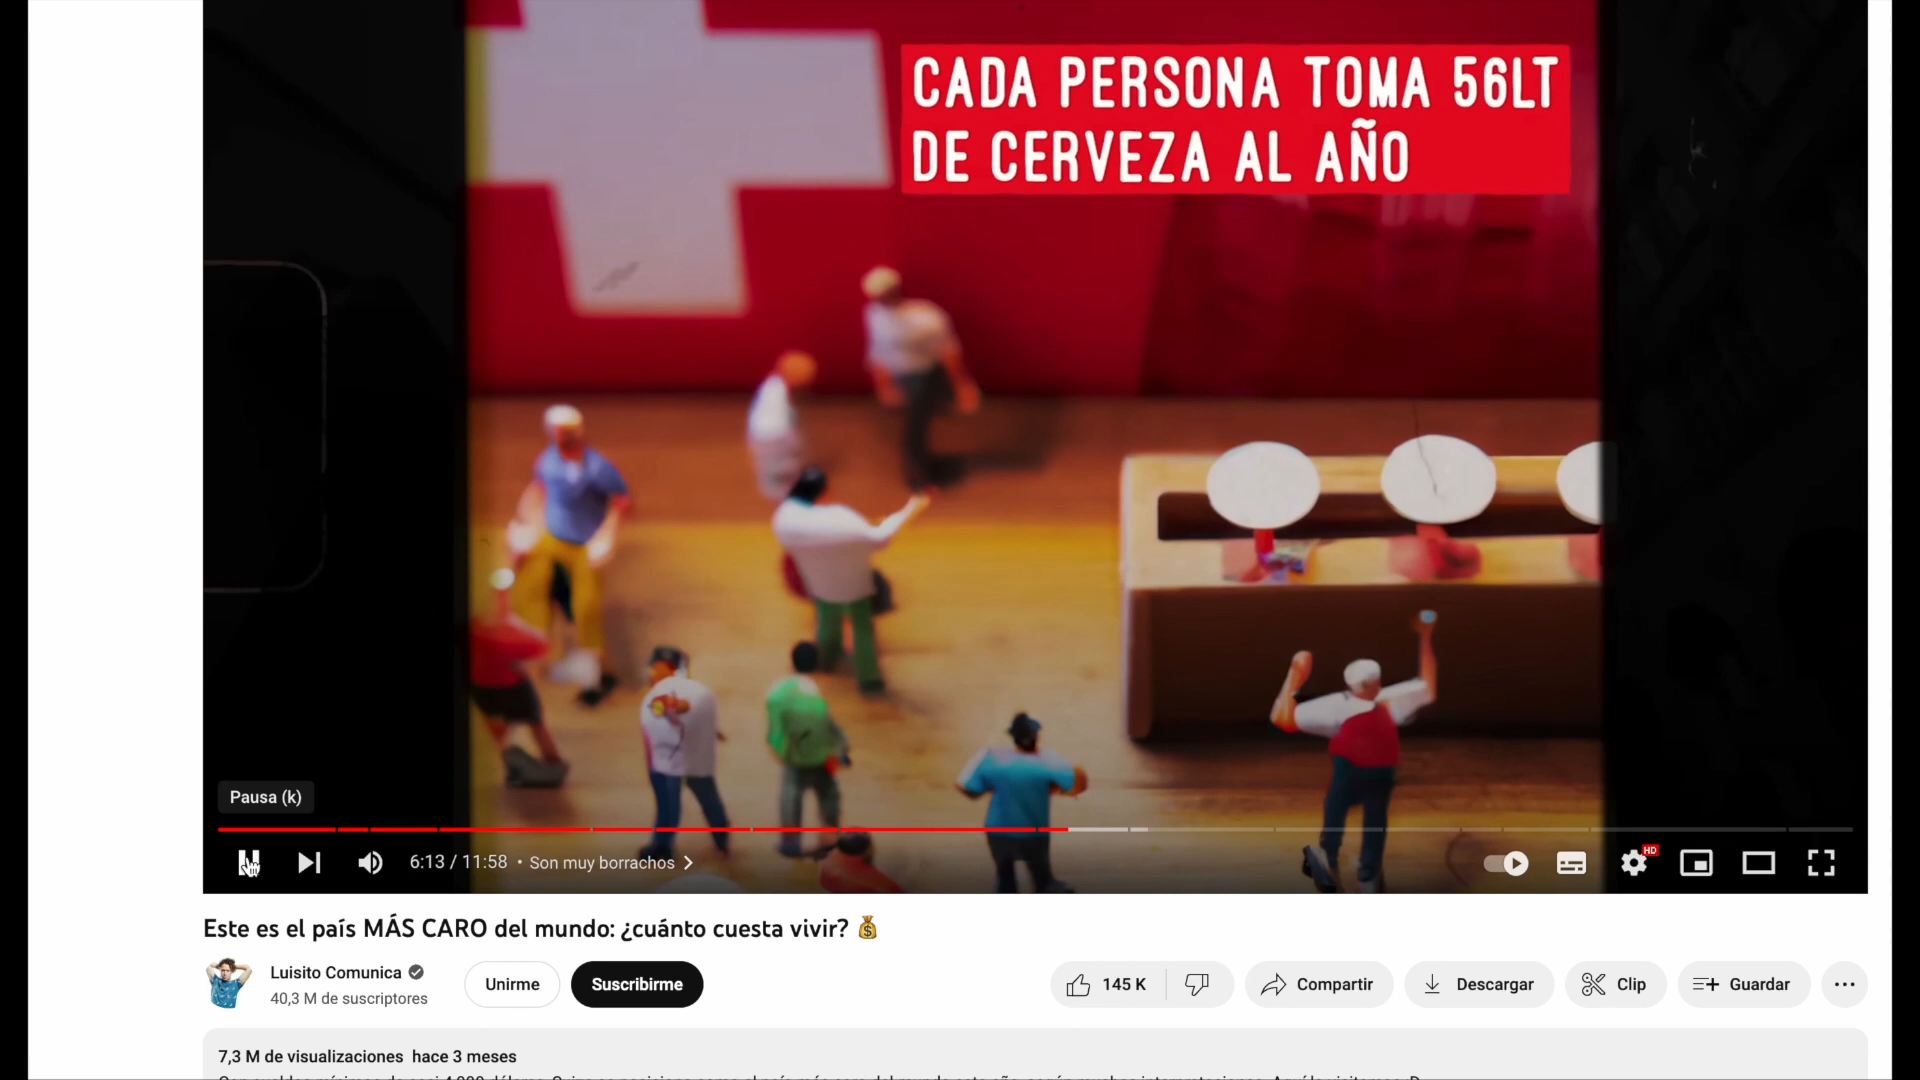 CADA PERSONA TOMA 56LT
DE CERVEZA AL AÑO
Pausa (k)
6:13 / 11:58 • Son muy borrachos
HD
Este es el país MÁS CARO del mundo: ¿cuánto cuesta vivir? 💰
Luisito Comunica
40,3 M de suscriptores
Unirme
Suscribirme
145 K
Compartir
Descargar
Clip
Guardar
7,3 M de visualizaciones hace 3 meses